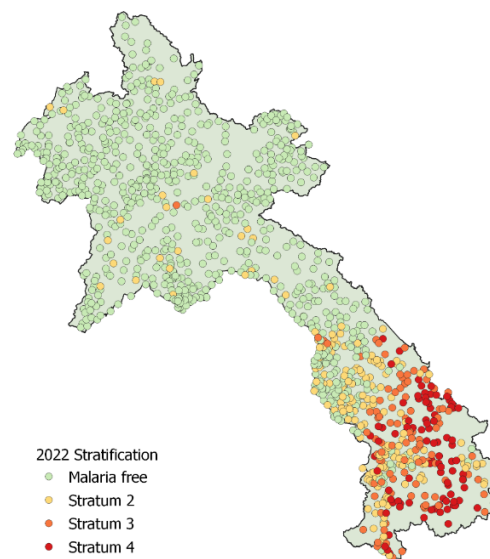 2022 Stratification
Malaria free
Stratum 2
Stratum 3
Stratum 4